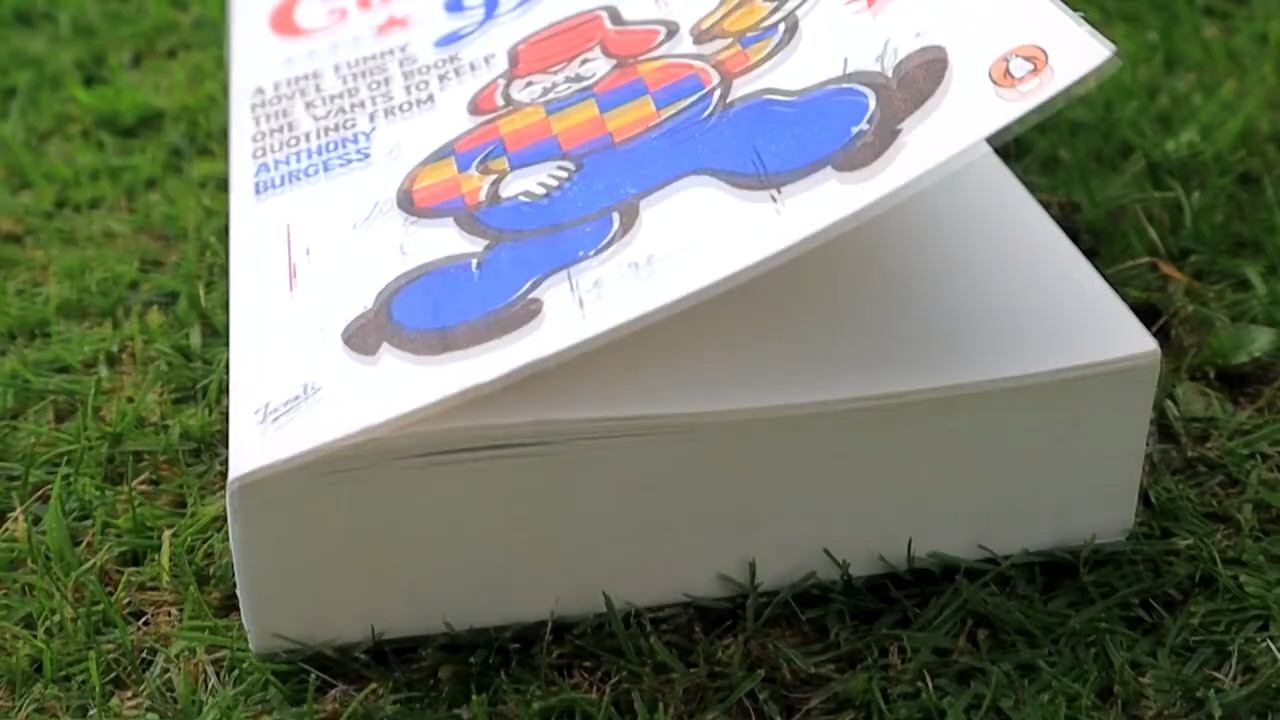 A FINE FUNNY
NOVEL. THIS IS
THE KIND OF BOOK
ONE WANTS TO KEEP
QUOTING FROM
ANTHONY
BURGESS